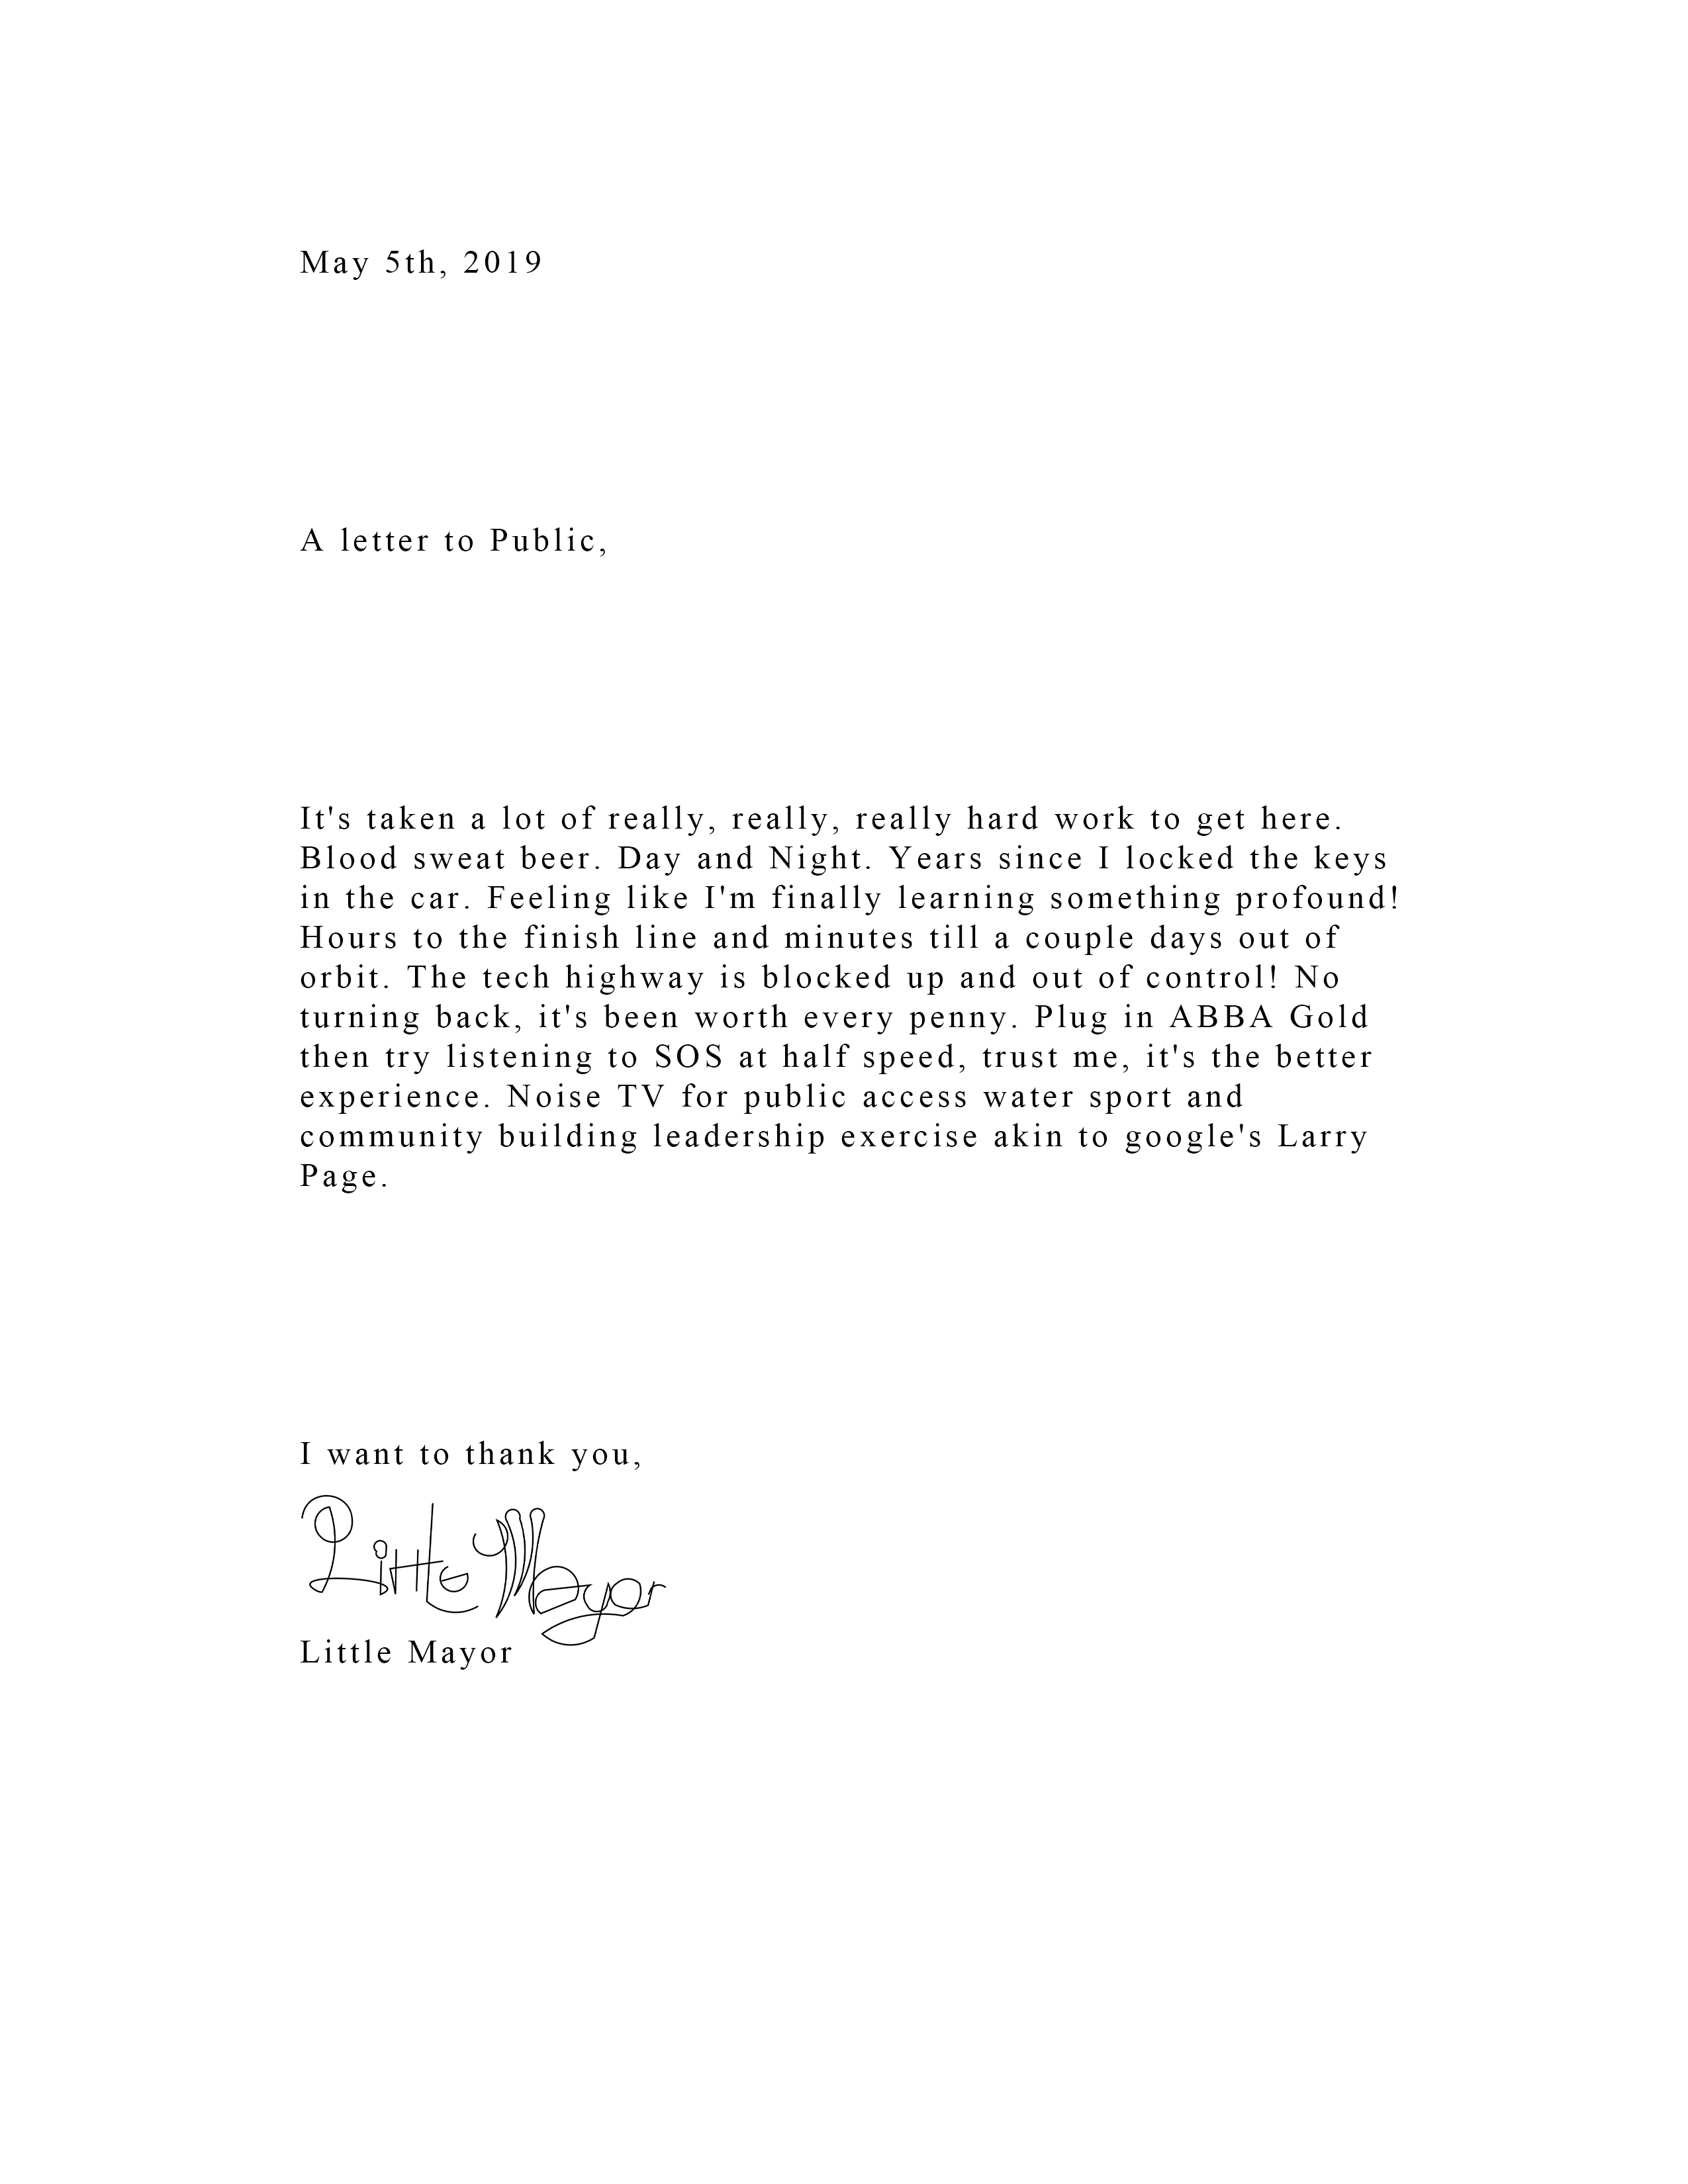 May 5th, 2019
A letter to Public,
It's taken a lot of really, really, really hard work to get here.
Blood sweat beer. Day and Night. Years since I locked the keys
in the car. Feeling like I'm finally learning something profound!
Hours to the finish line and minutes till a couple days out of
orbit. The tech highway is blocked up and out of control! No
turning back, it's been worth every penny. Plug in ABBA Gold
then try listening to SOS at half speed, trust me, it's the better
experience. Noise TV for public access water sport and
community building leadership exercise akin to google's Larry
Page.
I want to thank you,
Little Mayor
Little Mayor